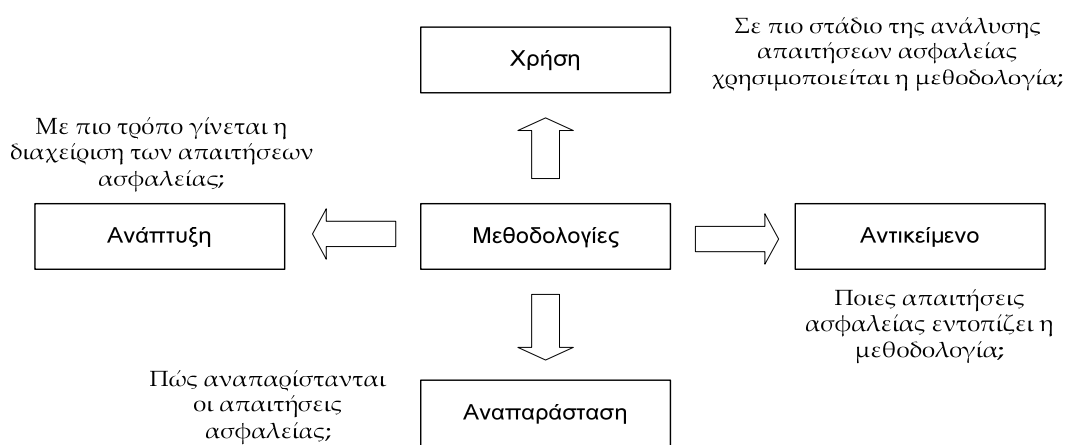 Χρήση
Σε πιο στάδιο της ανάλυσης
απαιτήσεων ασφαλείας
χρησιμοποιείται η μεθοδολογία;
Με πιο τρόπο γίνεται η
διαχείριση των απαιτήσεων
ασφαλείας;
Ανάπτυξη
Μεθοδολογίες
Αντικείμενο
Ποιες απαιτήσεις
ασφαλείας εντοπίζει η
μεθοδολογία;
Πώς αναπαρίστανται
οι απαιτήσεις
ασφαλείας;
Αναπαράσταση